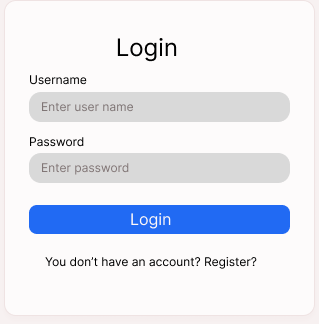 Login
Username
Enter user name
Password
Enter password
Login
You don’t have an account? Register?